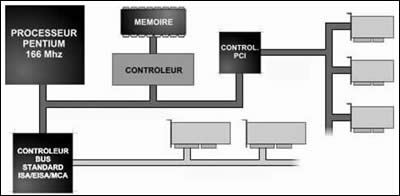 PROCESSEUR
PENTIUM
166 Mhz
MEMOIRE
CONTROLEUR
CONTROL.
PCI
CONTROLEUR
BUS
STANDARD
ISA/EISA/MCA